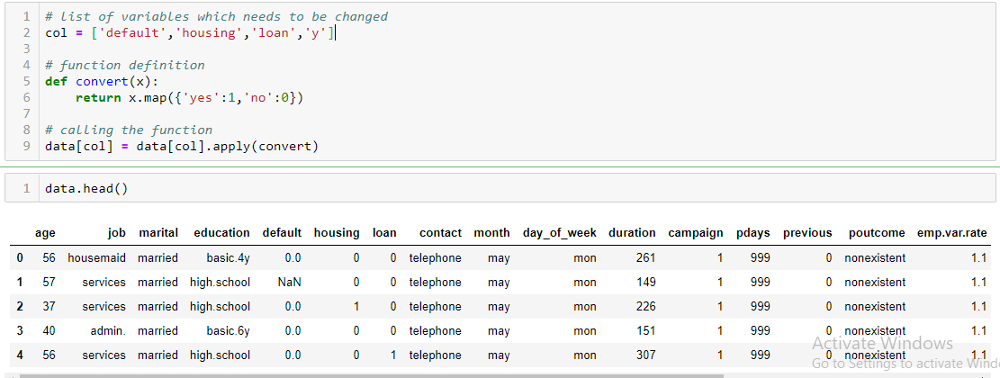 1 # list of variables which needs to be changed
2 col = ['default','housing','loan','y']
3
4 # function definition
5 def convert(x):
6     return x.map({'yes':1,'no':0})
7
8 # calling the function
9 data[col] = data[col].apply(convert)
1 data.head()
age job marital education default housing loan contact month day_of_week duration campaign pdays previous poutcome emp.var.rate
0 56 housemaid married basic.4y 0.0 0 0 telephone may mon 261 1 999 0 nonexistent 1.1
1 57 services married high.school NaN 0 0 telephone may mon 149 1 999 0 nonexistent 1.1
2 37 services married high.school 0.0 1 0 telephone may mon 226 1 999 0 nonexistent 1.1
3 40 admin. married basic.6y 0.0 0 0 telephone may mon 151 1 999 0 nonexistent 1.1
4 56 services married high.school 0.0 0 1 telephone may mon 307 1 999 0 nonexistent 1.1
Activate Windows
Go to Settings to activate Wind